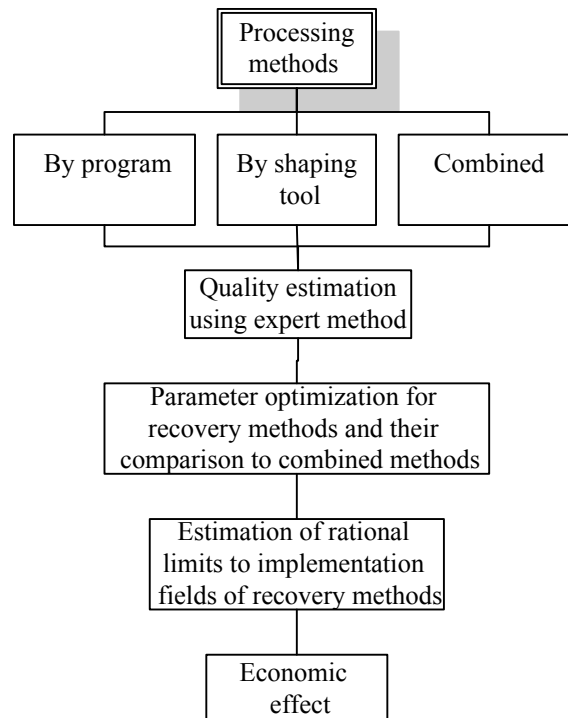 Processing
methods
By program
By shaping
tool
Combined
Quality estimation
using expert method
Parameter optimization for
recovery methods and their
comparison to combined methods
Estimation of rational
limits to implementation
fields of recovery methods
Economic
effect